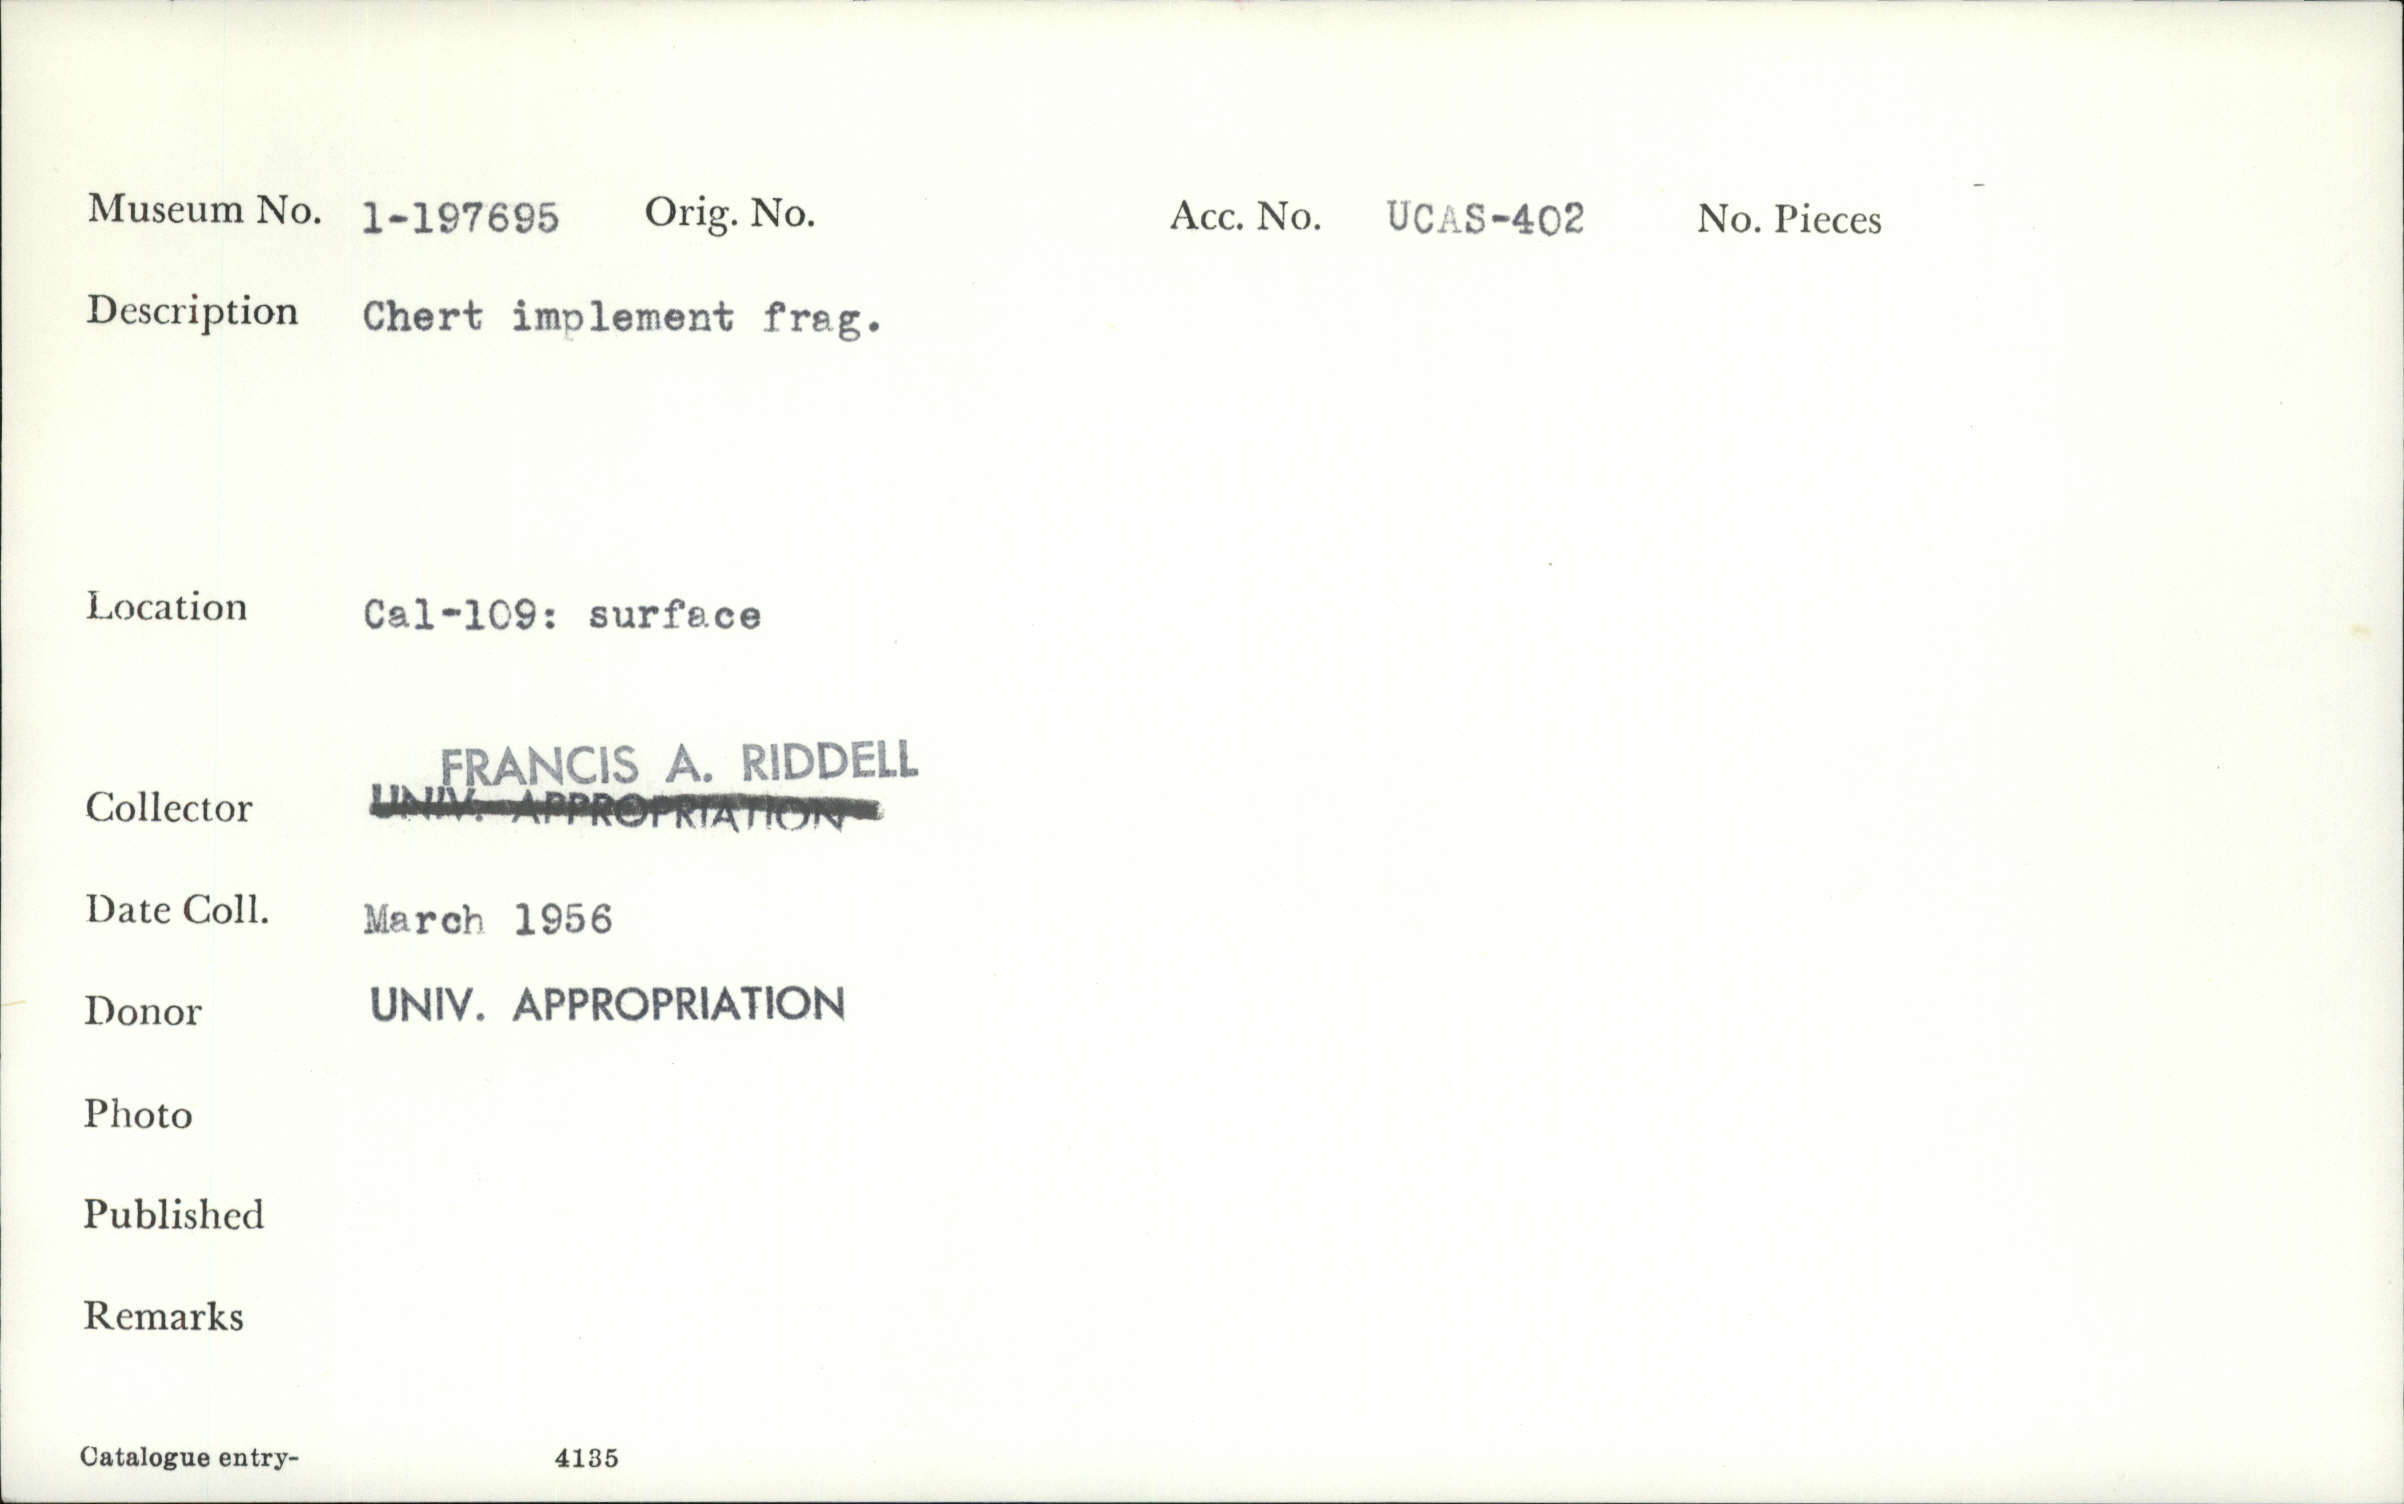 Museum No. 1-197695 Orig. No. Acc. No. UCAS-402 No. Pieces
Description Chert implement frag.
Location Cal-109: surface
FRANCIS A. RIDDELL
Collector UNIV. APPROPRIATION
Date Coll. March 1956
Donor UNIV. APPROPRIATION
Photo
Published
Remarks
Catalogue entry- 4135